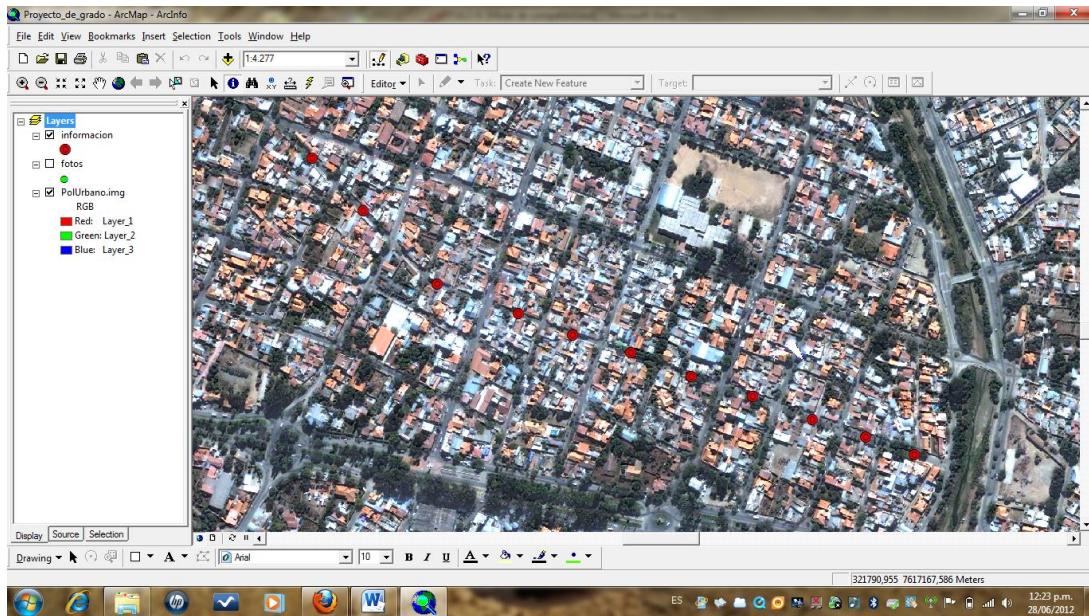 Proyecto_de_grado - ArcMap - ArcInfo
File Edit View Bookmarks Insert Selection Tools Window Help
1:4.277
Editor Task: Create New Feature Target:
Layers
informacion
fotos
PolUrbano.img
RGB
Red: Layer_1
Green: Layer_2
Blue: Layer_3
Display Source Selection
Drawing A Arial 10 B I U A
321790,955 7617167,586 Meters
ES 12:23 p.m.
28/06/2012